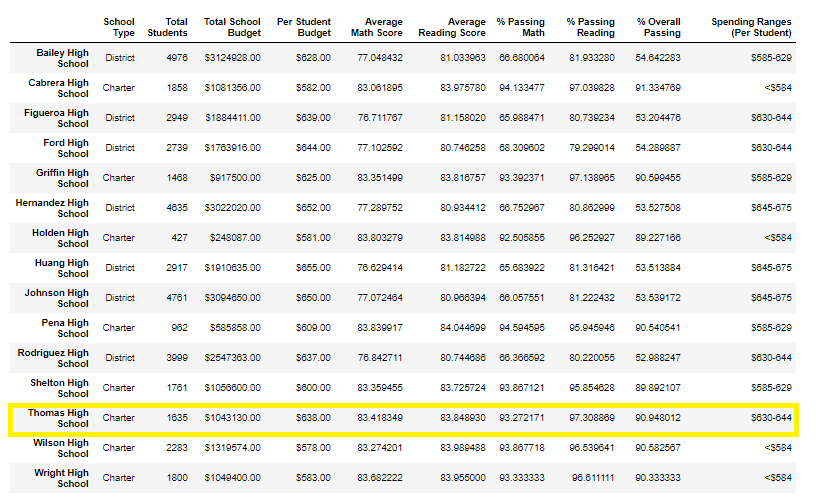 School Type Total Students Total School Budget Per Student Budget Average Math Score Average Reading Score % Passing Math % Passing Reading % Overall Passing Spending Ranges (Per Student)
Bailey High School District 4976 $3124928.00 $628.00 77.048432 81.033963 66.680064 81.933280 54.642283 $585-629
Cabrera High School Charter 1858 $1081356.00 $582.00 83.061895 83.975780 94.133477 97.039828 91.334769 <$584
Figueroa High School District 2949 $1884411.00 $639.00 76.711767 81.158020 65.988471 80.739234 53.204476 $630-644
Ford High School District 2739 $1763916.00 $644.00 77.102592 80.746258 68.309602 79.299014 54.289887 $630-644
Griffin High School Charter 1468 $917500.00 $625.00 83.351499 83.816757 93.392371 97.138965 90.599455 $585-629
Hernandez High School District 4635 $3022020.00 $652.00 77.289752 80.934412 66.752967 80.862999 53.527508 $645-675
Holden High School Charter 427 $248087.00 $581.00 83.803279 83.814988 92.505855 96.252927 89.227166 <$584
Huang High School District 2917 $1910635.00 $655.00 76.629414 81.182722 65.683922 81.316421 53.513884 $645-675
Johnson High School District 4761 $3094650.00 $650.00 77.072464 80.966394 66.057551 81.222432 53.539172 $645-675
Pena High School Charter 962 $585858.00 $609.00 83.839917 84.044699 94.594595 95.945946 90.540541 $585-629
Rodriguez High School District 3999 $2547363.00 $637.00 76.842711 80.744686 66.366592 80.220055 52.988247 $630-644
Shelton High School Charter 1761 $1056600.00 $600.00 83.359455 83.725724 93.867121 95.854628 89.892107 $585-629
Thomas High School Charter 1635 $1043130.00 $638.00 83.418349 83.848930 93.272171 97.308869 90.948012 $630-644
Wilson High School Charter 2283 $1319574.00 $578.00 83.274201 83.989488 93.867718 96.539641 90.582567 <$584
Wright High School Charter 1800 $1049400.00 $583.00 83.682222 83.955000 93.333333 96.611111 90.333333 <$584